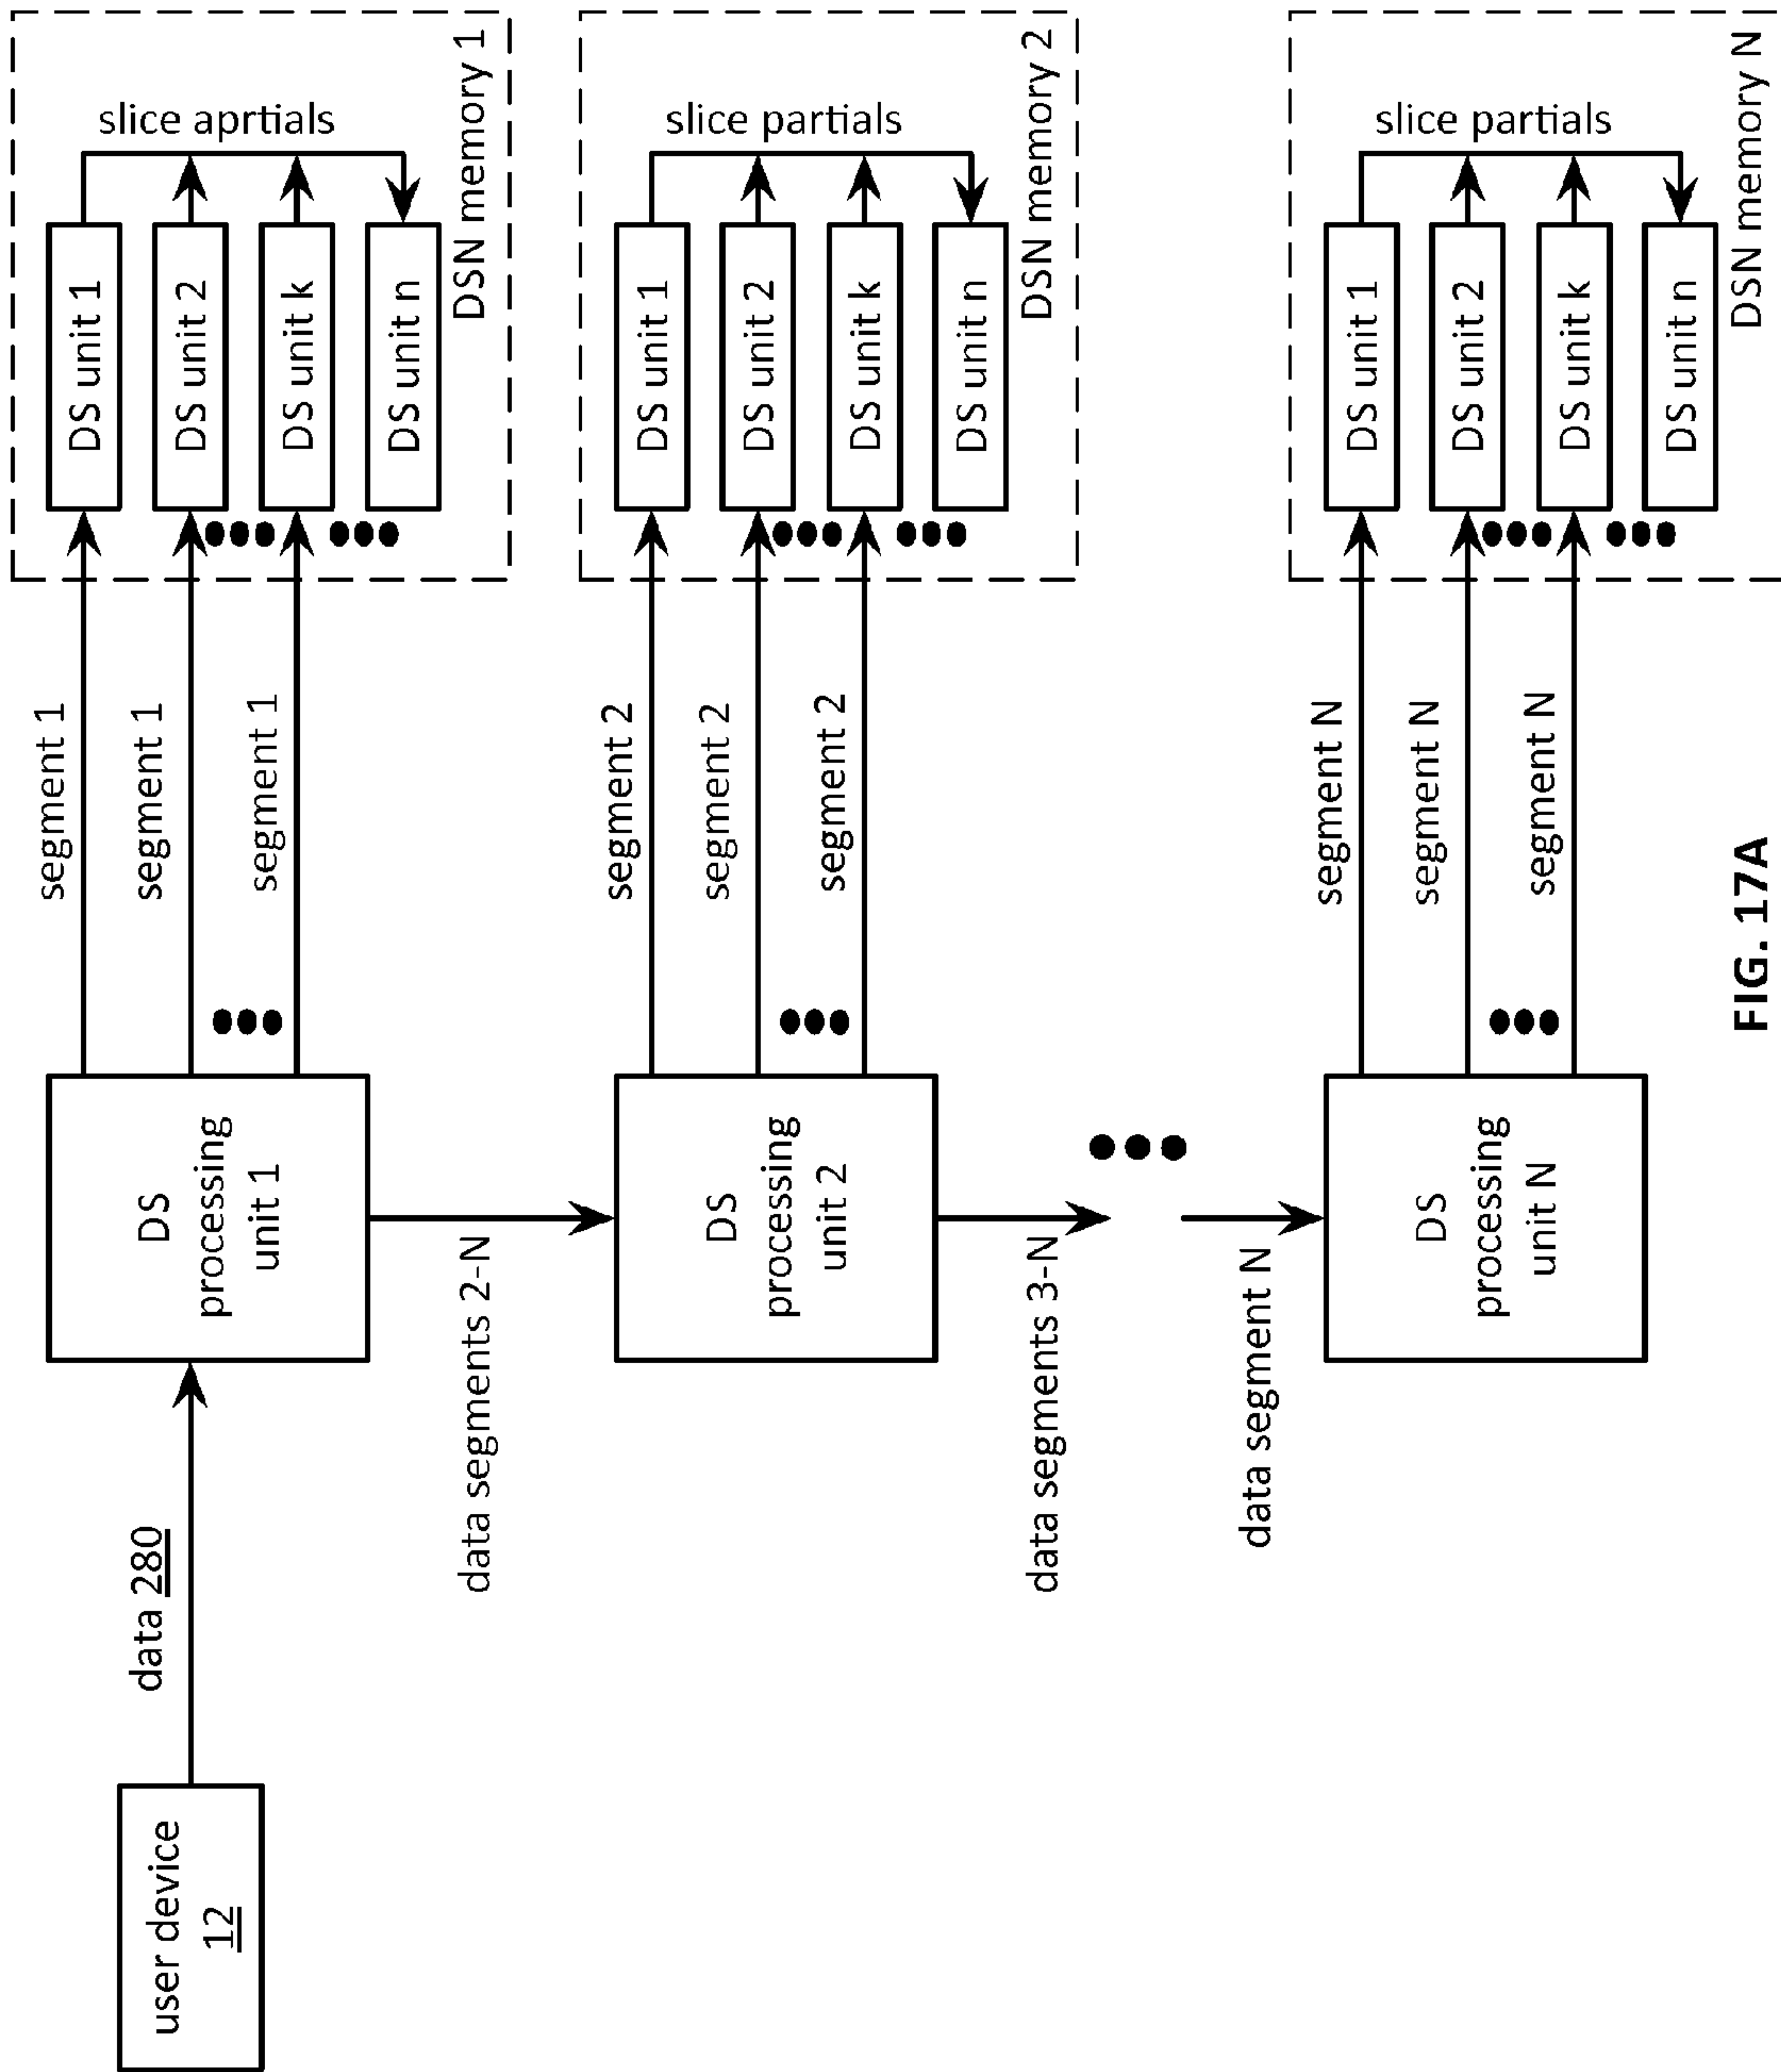 user device
12
data 280
DS
processing
unit 1
segment 1
segment 1
segment 1
DS unit 1
DS unit 2
DS unit k
DS unit n
slice aprtials
DSN memory 1
data segments 2-N
DS
processing
unit 2
segment 2
segment 2
segment 2
DS unit 1
DS unit 2
DS unit k
DS unit n
slice partials
DSN memory 2
data segments 3-N
data segment N
DS
processing
unit N
segment N
segment N
segment N
DS unit 1
DS unit 2
DS unit k
DS unit n
slice partials
DSN memory N
FIG. 17A